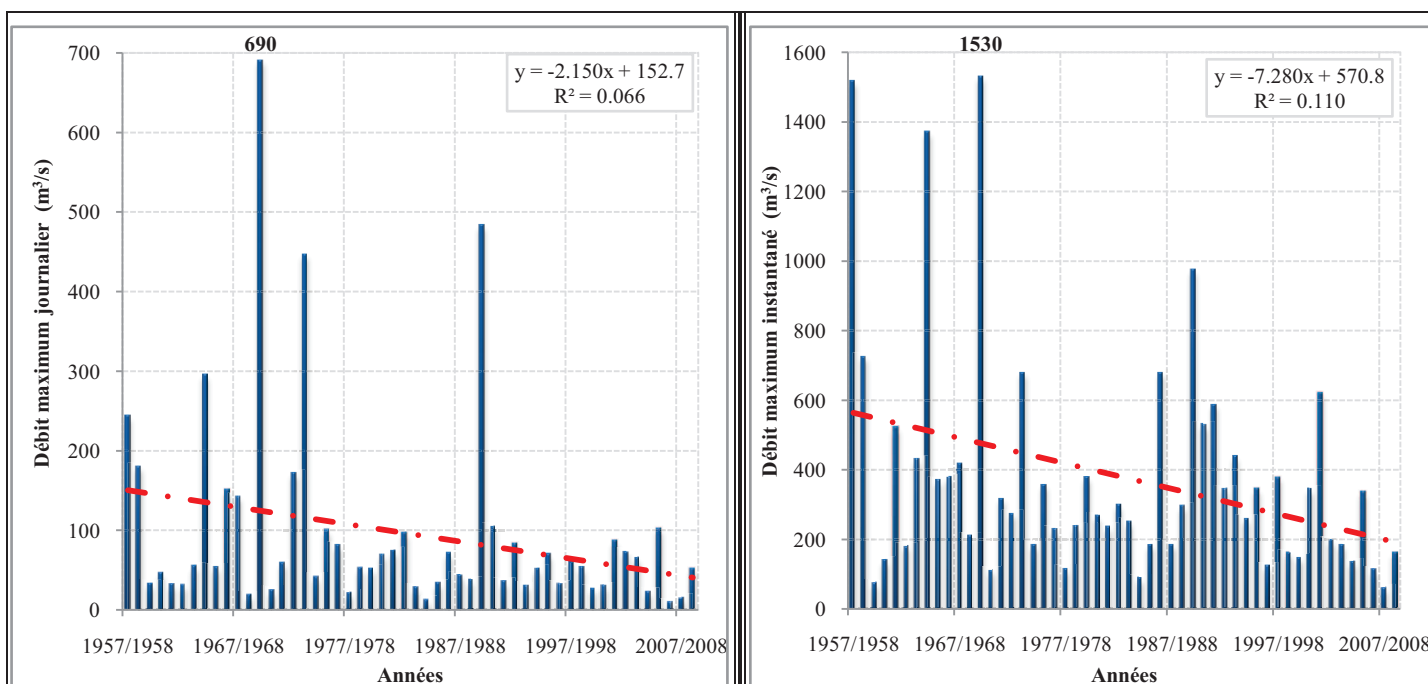 690
y = -2.150x + 152.7
R² = 0.066
700
600
500
400
300
200
100
0
Débit maximum journalier (m³/s)
1957/1958 1967/1968 1977/1978 1987/1988 1997/1998 2007/2008
Années
1530
y = -7.280x + 570.8
R² = 0.110
1600
1400
1200
1000
800
600
400
200
0
Débit maximum instantané (m³/s)
1957/1958 1967/1968 1977/1978 1987/1988 1997/1998 2007/2008
Années